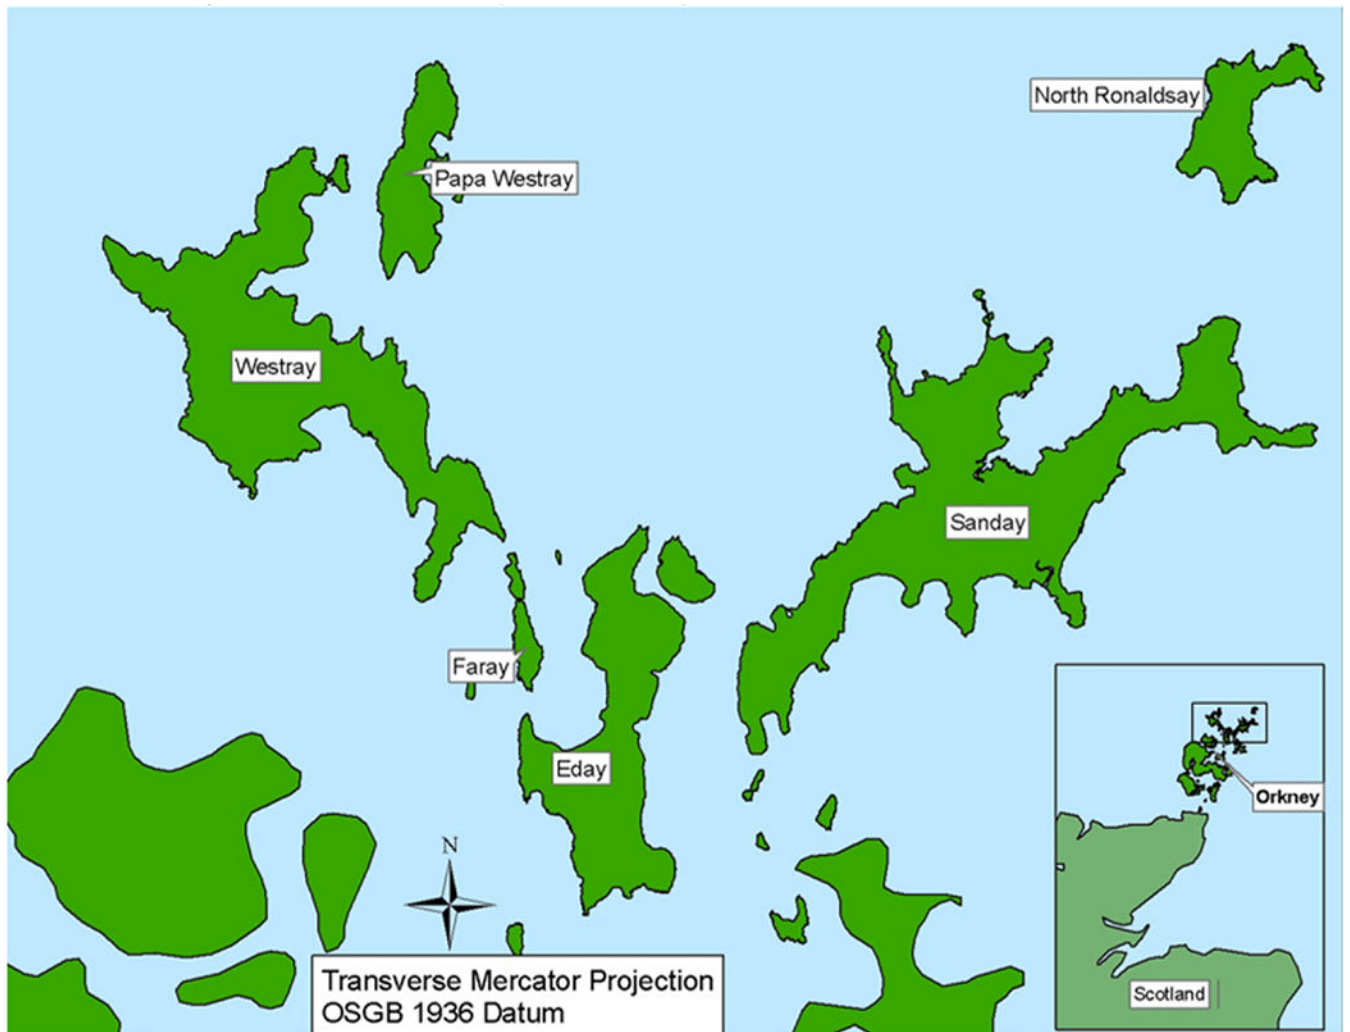 North Ronaldsay
Papa Westray
Westray
Sanday
Faray
Eday
Orkney
N
Transverse Mercator Projection
OSGB 1936 Datum
Scotland